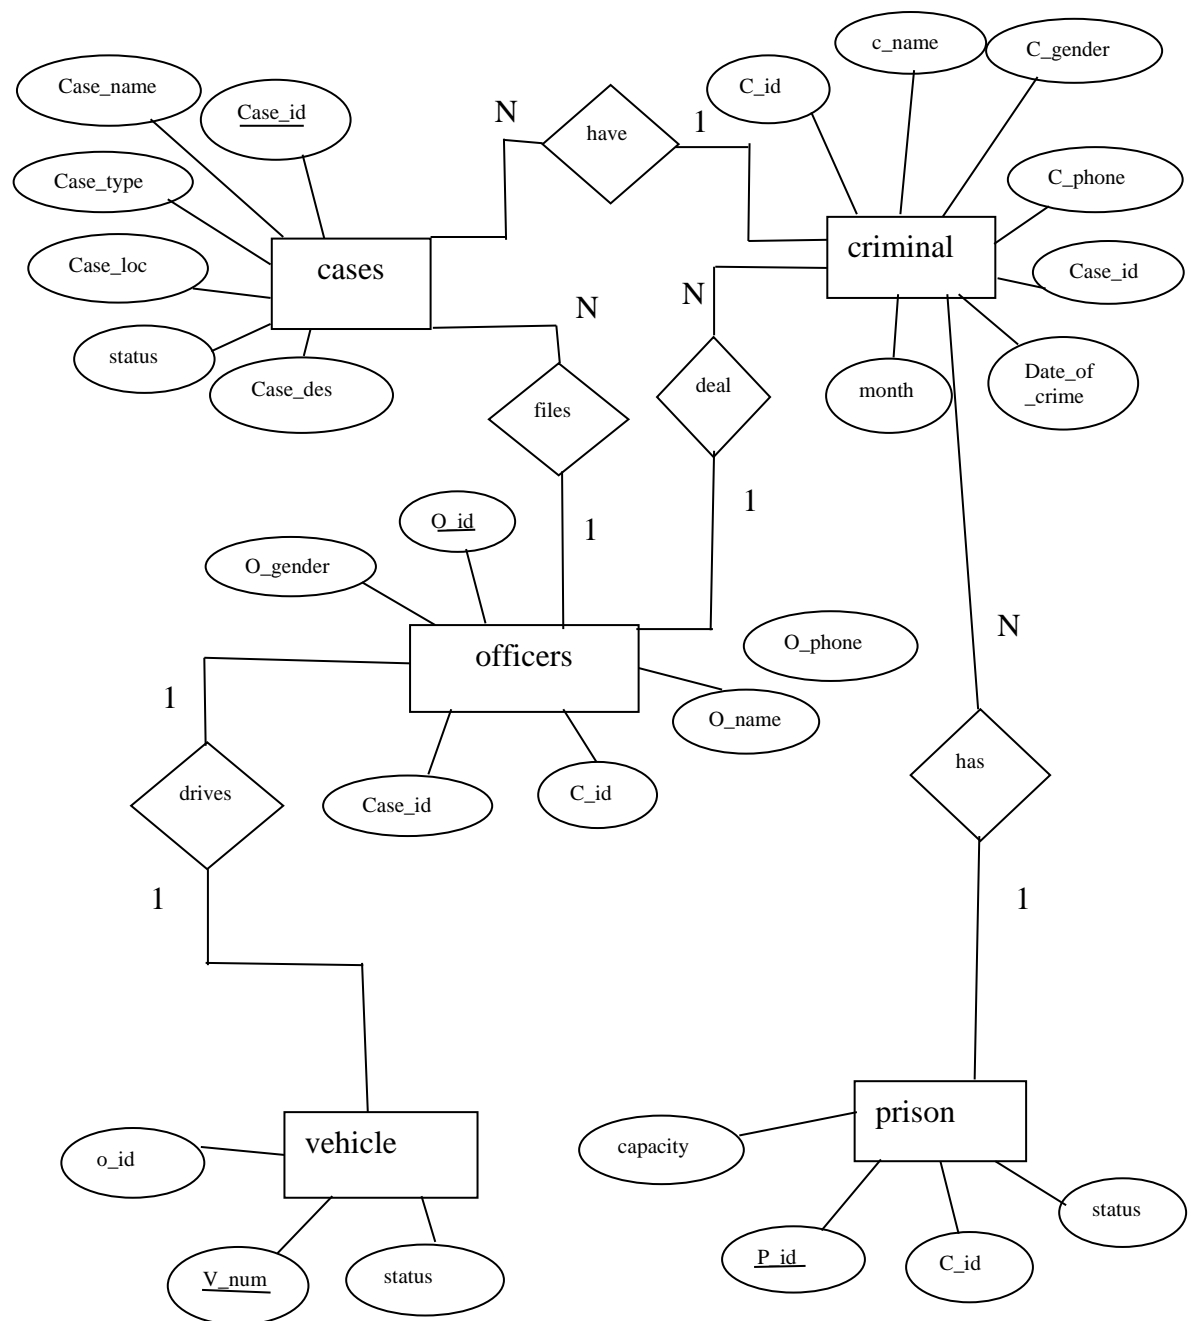 c_name
C_gender
Case_name
C_id
Case_id
N
1
have
C_phone
Case_type
criminal
Case_loc
cases
Case_id
N
N
status
Case_des
deal
month
Date_of
_crime
files
1
O_id
1
O_gender
N
officers
O_phone
1
O_name
has
drives
Case_id
C_id
1
1
prison
vehicle
capacity
o_id
status
P_id
C_id
V_num
status